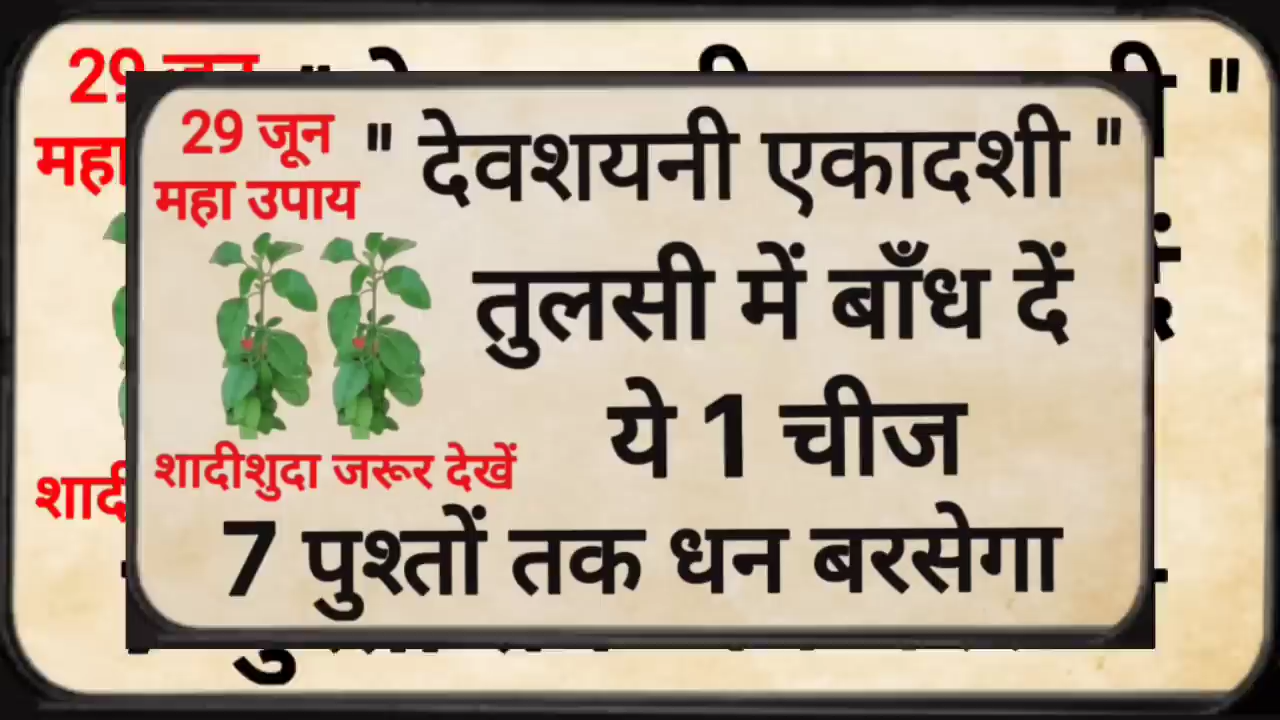 29 जून
महा उपाय
" देवशयनी एकादशी "
तुलसी में बाँध दें
ये 1 चीज
शादीशुदा जरूर देखें
7 पुश्तों तक धन बरसेगा